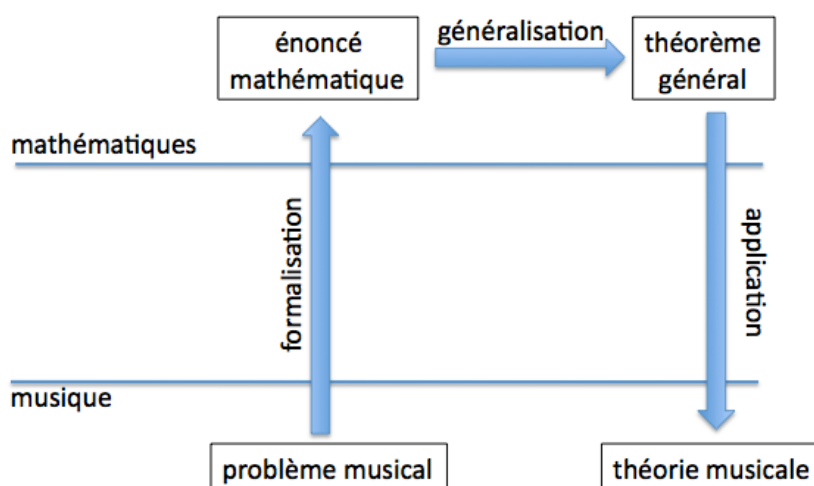 énoncé
mathématique
généralisation
théorème
général
mathématiques
formalisation
application
musique
problème musical
théorie musicale